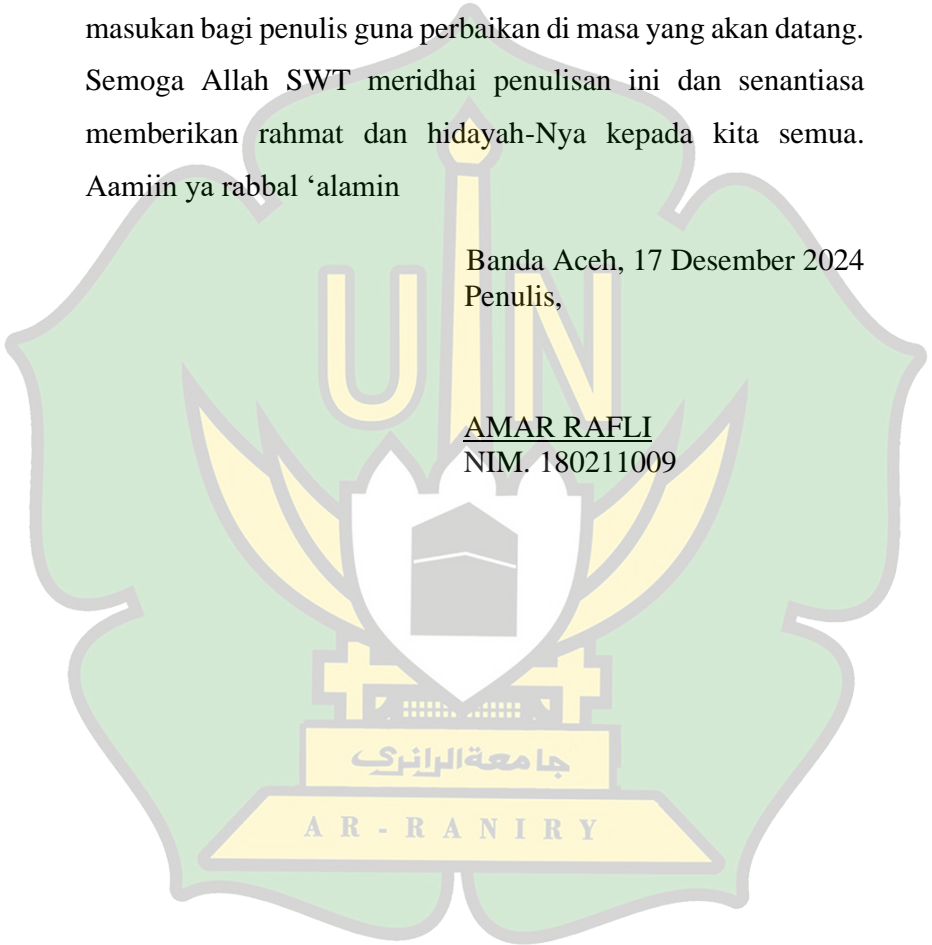 masukan bagi penulis guna perbaikan di masa yang akan datang.
Semoga Allah SWT meridhai penulisan ini dan senantiasa
memberikan rahmat dan hidayah-Nya kepada kita semua.
Aamiin ya rabbal ‘alamin
Banda Aceh, 17 Desember 2024
Penulis,
UIN
AMAR RAFLI
NIM. 180211009
جامعة الرانري
AR-RANIRY